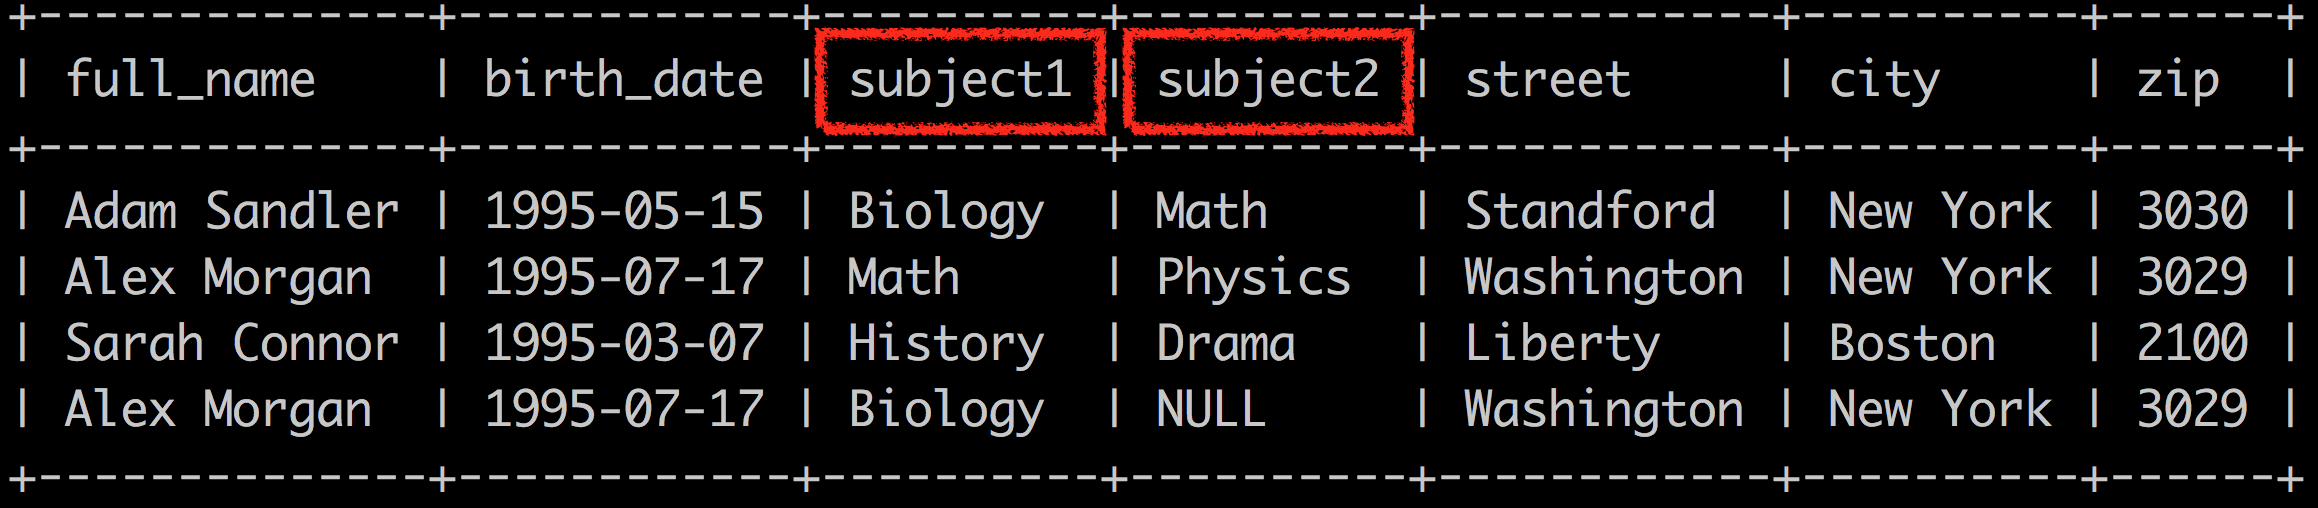 +--------------+------------+----------+----------+------------+----------+------+
| full_name    | birth_date | subject1 | subject2 | street     | city     | zip  |
+--------------+------------+----------+----------+------------+----------+------+
| Adam Sandler | 1995-05-15 | Biology  | Math     | Standford  | New York | 3030 |
| Alex Morgan  | 1995-07-17 | Math     | Physics  | Washington | New York | 3029 |
| Sarah Connor | 1995-03-07 | History  | Drama    | Liberty    | Boston   | 2100 |
| Alex Morgan  | 1995-07-17 | Biology  | NULL     | Washington | New York | 3029 |
+--------------+------------+----------+----------+------------+----------+------+